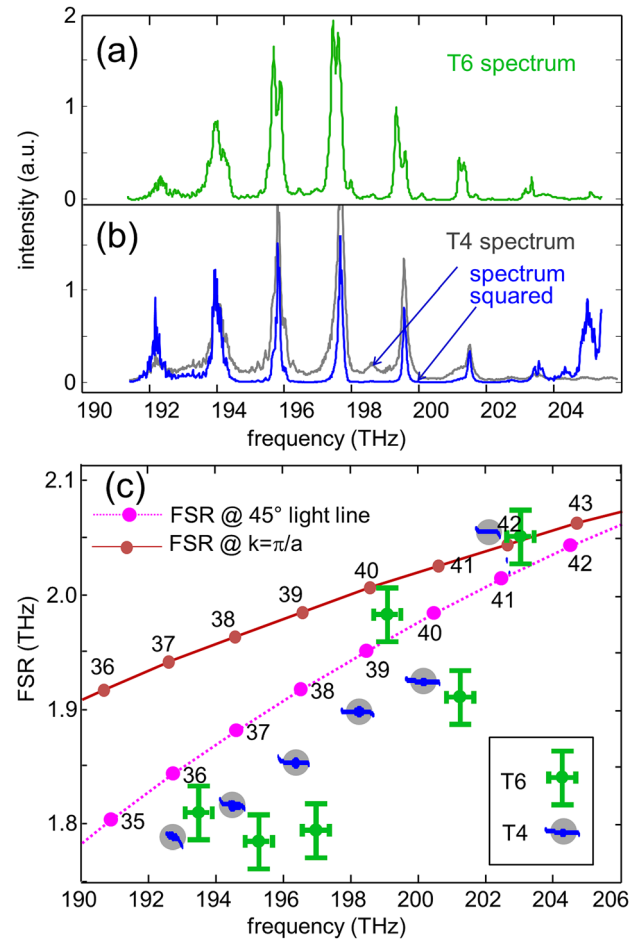 (a)
T6 spectrum
2
1
0
intensity (a.u.)
(b)
T4 spectrum
spectrum
squared
1
0
190 192 194 196 198 200 202 204
frequency (THz)
(c)
FSR @ 45° light line
FSR @ k=π/a
2.1
2.0
1.9
1.8
FSR (THz)
36 37 38 39 40 41 42 43
35 36 37 38 39 40 41 42
T6
T4
190 192 194 196 198 200 202 204 206
frequency (THz)